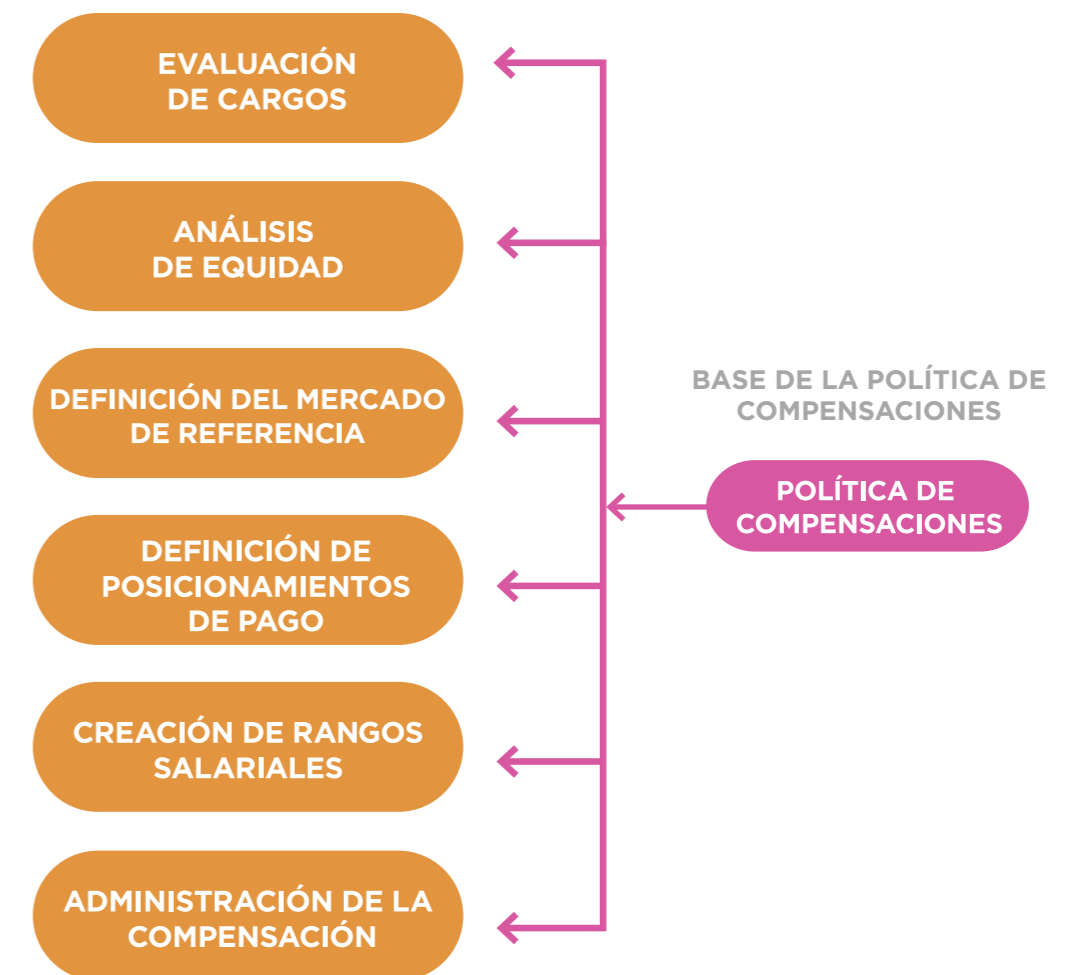 EVALUACIÓN
DE CARGOS
ANÁLISIS
DE EQUIDAD
DEFINICIÓN DEL MERCADO
DE REFERENCIA
DEFINICIÓN DE
POSICIONAMIENTOS
DE PAGO
CREACIÓN DE RANGOS
SALARIALES
ADMINISTRACIÓN DE LA
COMPENSACIÓN
BASE DE LA POLÍTICA DE
COMPENSACIONES
POLÍTICA DE
COMPENSACIONES